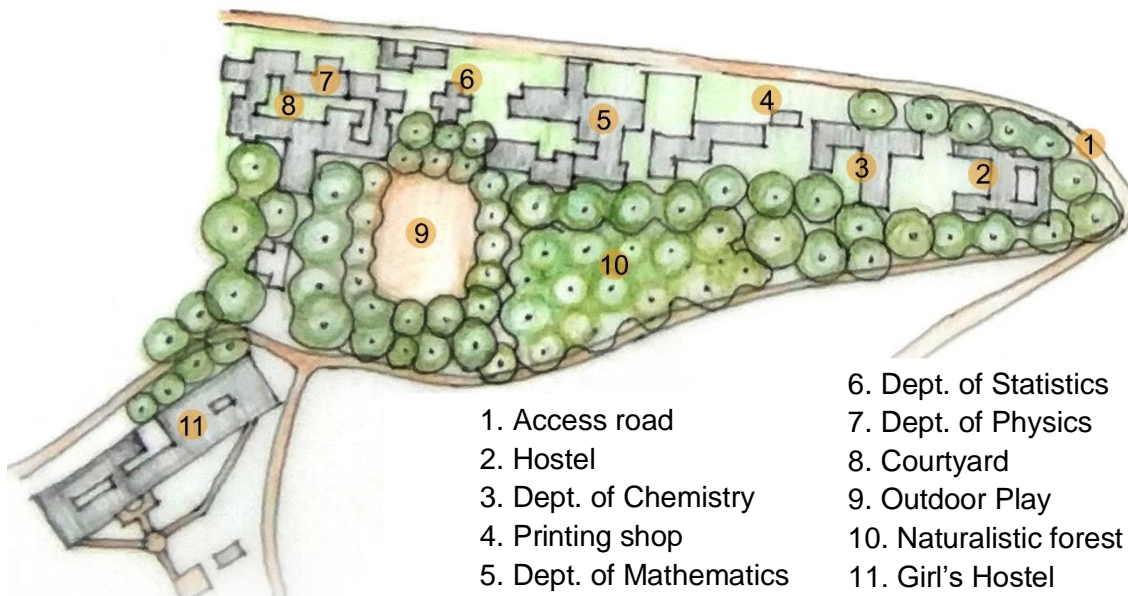 7
6
8
5
4
1
3
2
9
10
11
1. Access road
2. Hostel
3. Dept. of Chemistry
4. Printing shop
5. Dept. of Mathematics
6. Dept. of Statistics
7. Dept. of Physics
8. Courtyard
9. Outdoor Play
10. Naturalistic forest
11. Girl's Hostel